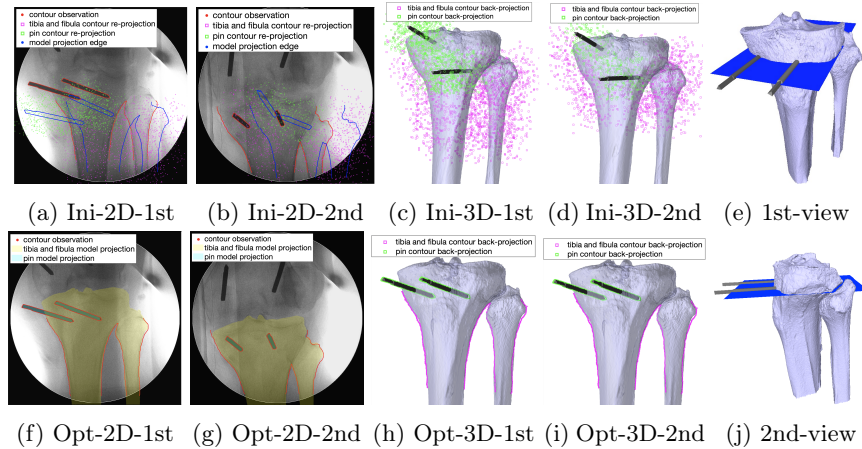 contour observation
tibia and fibula contour re-projection
pin contour re-projection
model projection edge
contour observation
tibia and fibula contour re-projection
pin contour re-projection
model projection edge
tibia and fibula contour back-projection
pin contour back-projection
tibia and fibula contour back-projection
pin contour back-projection
(a) Ini-2D-1st
(b) Ini-2D-2nd
(c) Ini-3D-1st
(d) Ini-3D-2nd
(e) 1st-view
contour observation
tibia and fibula model projection
pin model projection
contour observation
tibia and fibula model projection
pin model projection
tibia and fibula contour back-projection
pin contour back-projection
tibia and fibula contour back-projection
pin contour back-projection
(f) Opt-2D-1st
(g) Opt-2D-2nd
(h) Opt-3D-1st
(i) Opt-3D-2nd
(j) 2nd-view